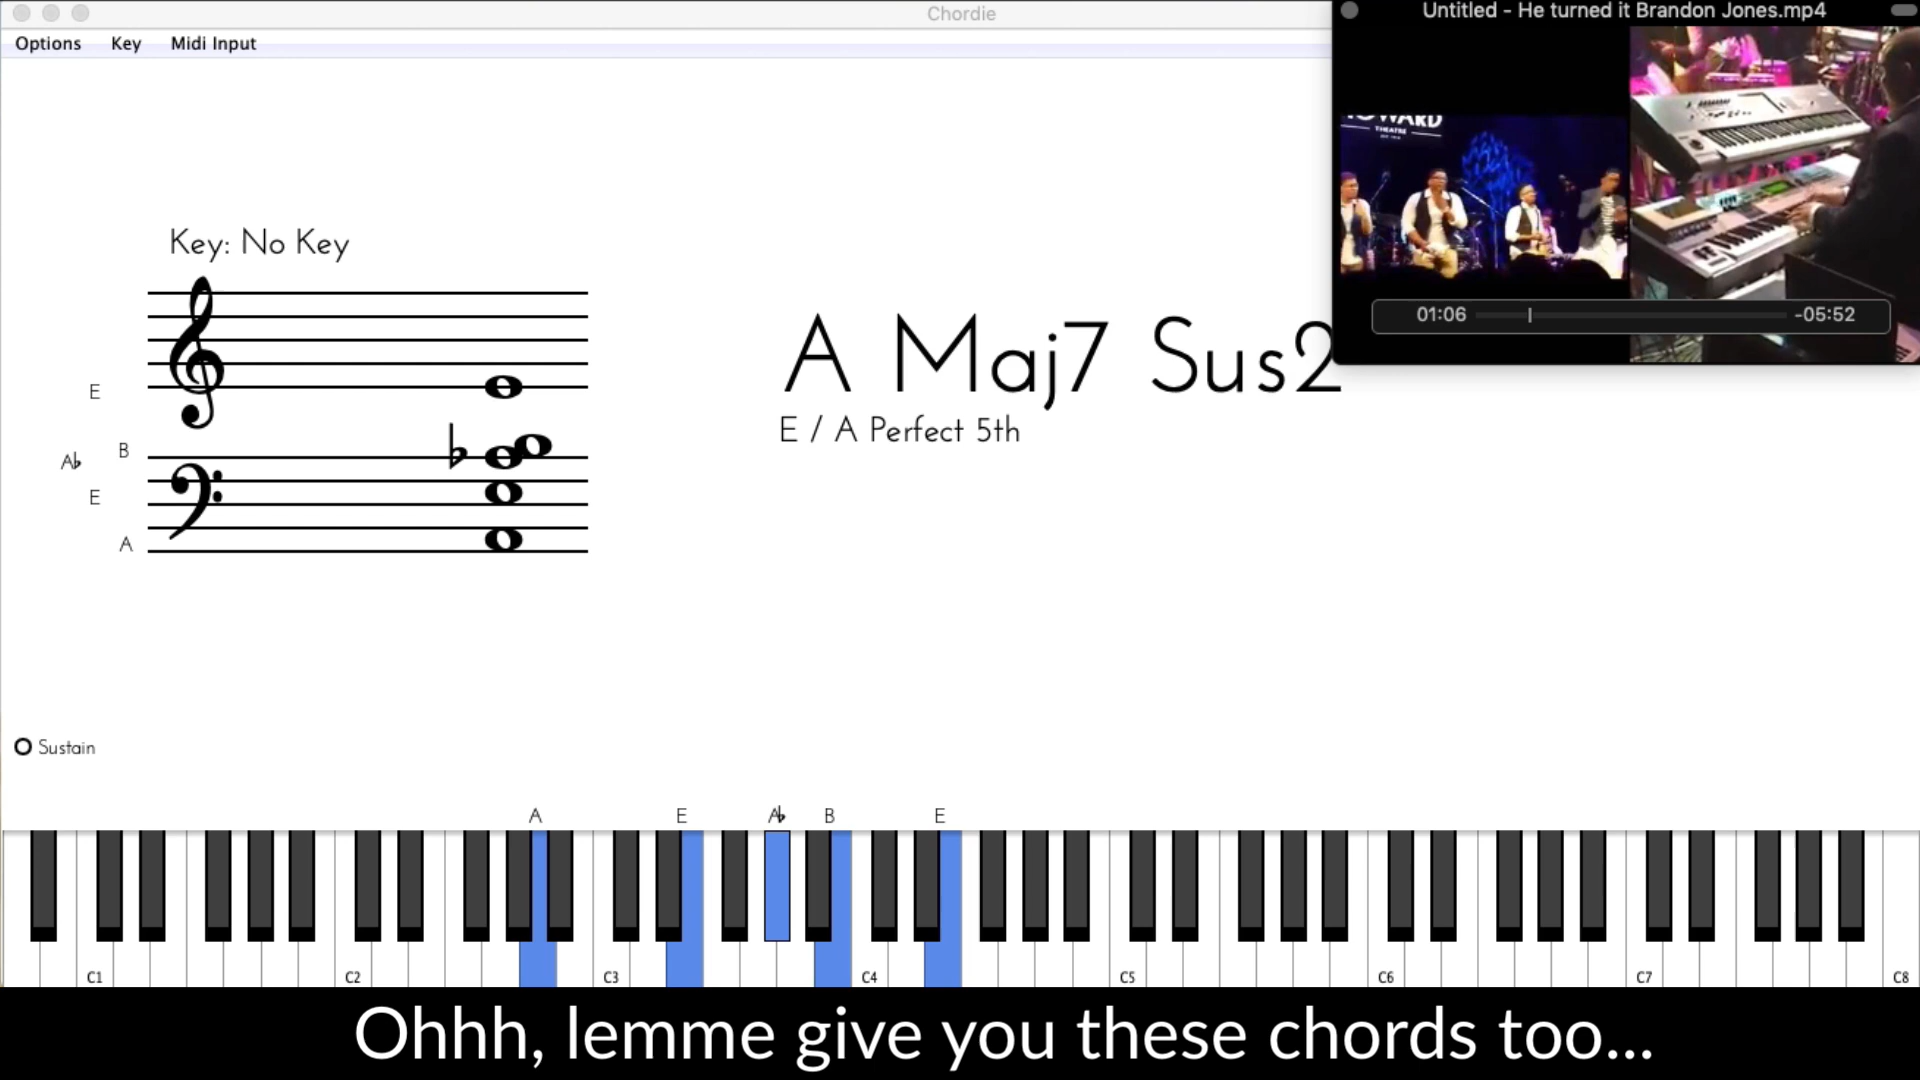 Chordie
Untitled - He turned it Brandon Jones.mp4
Options Key Midi Input
THEATRE
Key: No Key
A Maj7 Sus2
E / A Perfect 5th
01:06 -05:52
E
B
A♭
E
A
Sustain
A E A♭ B E
C1 C2 C3 C4 C5 C6 C7 C8
Ohhh, lemme give you these chords too...